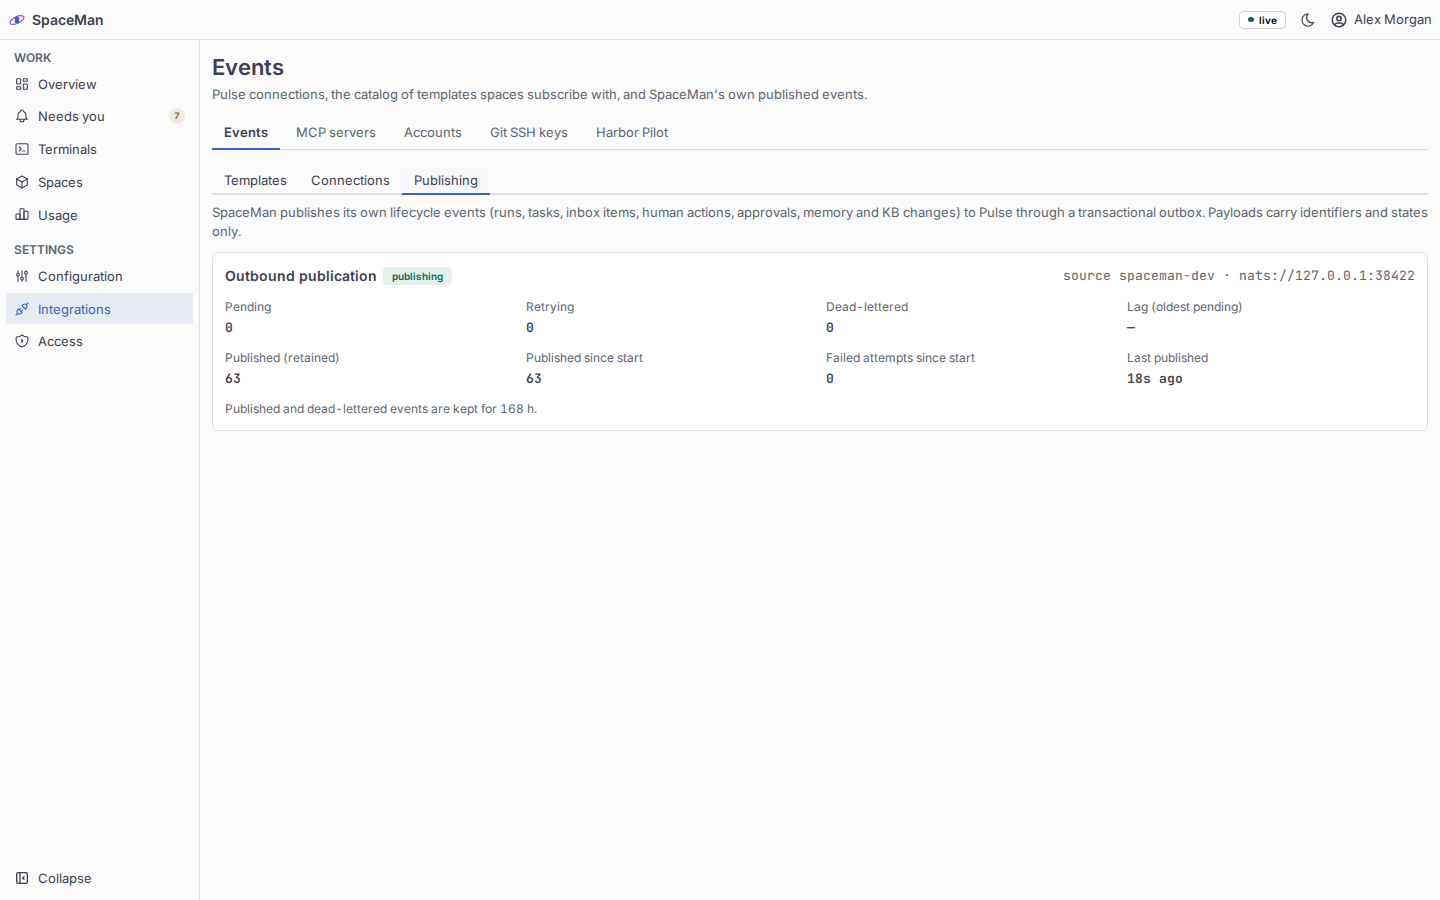 SpaceMan
live
Alex Morgan
WORK
Overview
Needs you
7
Terminals
Spaces
Usage
SETTINGS
Configuration
Integrations
Access
Collapse
Events
Pulse connections, the catalog of templates spaces subscribe with, and SpaceMan's own published events.
Events
MCP servers
Accounts
Git SSH keys
Harbor Pilot
Templates
Connections
Publishing
SpaceMan publishes its own lifecycle events (runs, tasks, inbox items, human actions, approvals, memory and KB changes) to Pulse through a transactional outbox. Payloads carry identifiers and states
only.
Outbound publication
publishing
source spaceman-dev · nats://127.0.0.1:38422
Pending
0
Retrying
0
Dead-lettered
0
Lag (oldest pending)
—
Published (retained)
63
Published since start
63
Failed attempts since start
0
Last published
18s ago
Published and dead-lettered events are kept for 168 h.